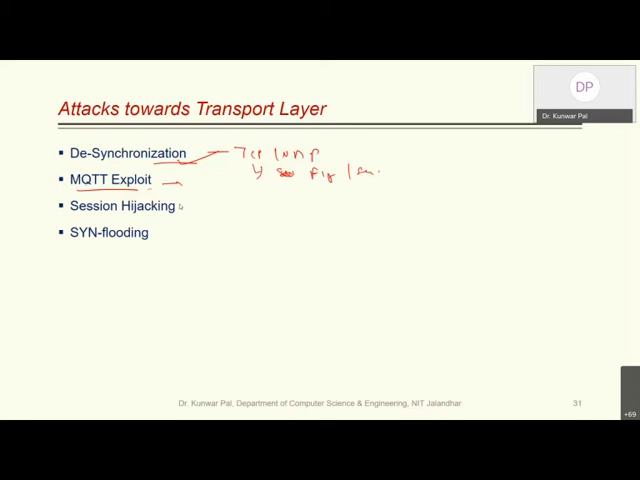 DP
Dr. Kunwar Pal
Attacks towards Transport Layer
▪ De-Synchronization
▪ MQTT Exploit
▪ Session Hijacking
▪ SYN-flooding
Dr. Kunwar Pal, Department of Computer Science & Engineering, NIT Jalandhar
31
+69